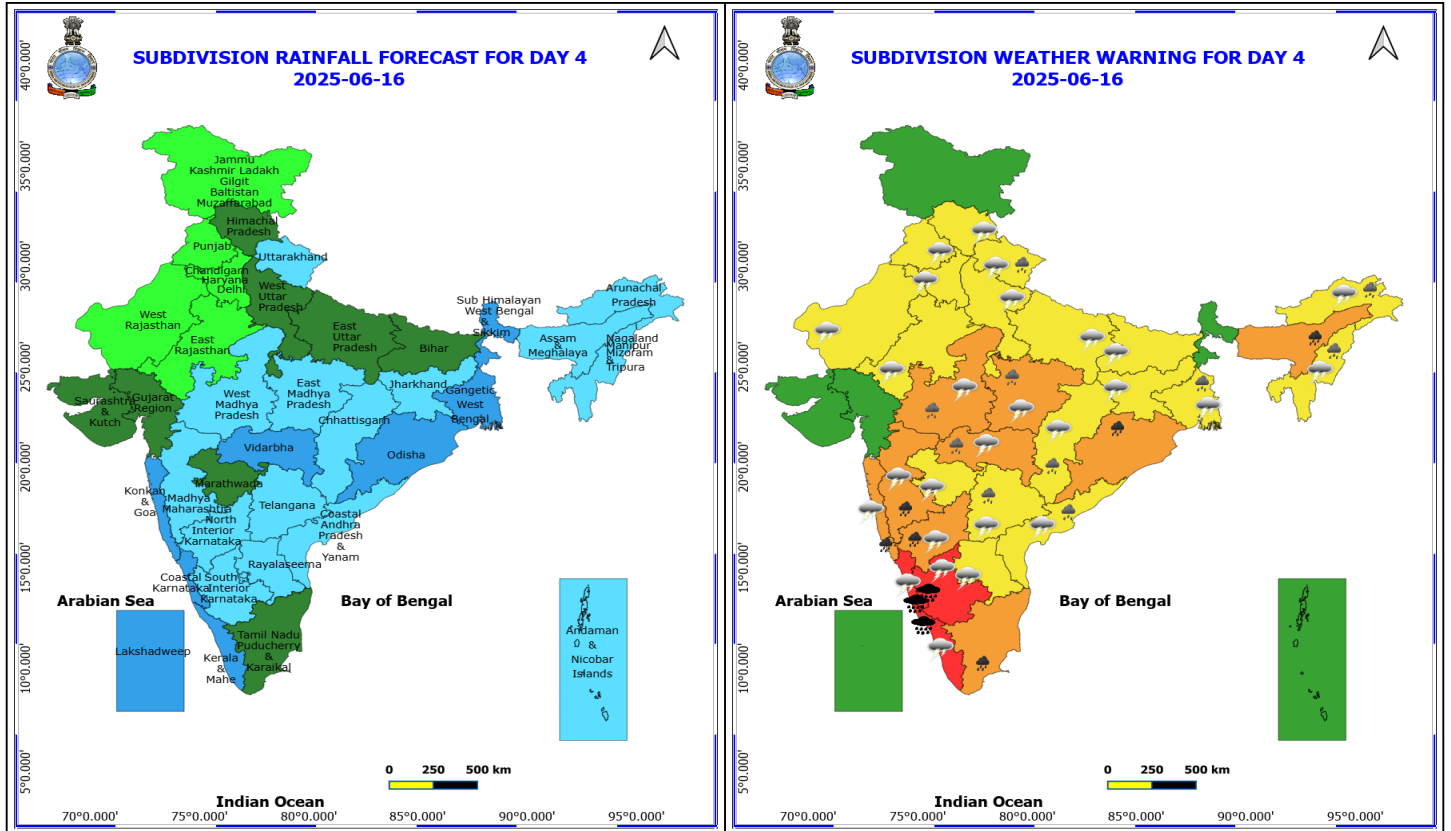 SUBDIVISION RAINFALL FORECAST FOR DAY 4
2025-06-16
40°0.000'
35°0.000'
30°0.000'
25°0.000'
20°0.000'
15°0.000'
10°0.000'
5°0.000'
Jammu
Kashmir Ladakh
Gilgit
Baltistan
Muzaffarabad
Himachal
Pradesh
Punjab
Uttarakhand
Chandigarh
Haryana
Delhi
West
Uttar
Pradesh
Arunachal
Pradesh
Sub Himalayan
West Bengal
&
Sikkim
West
Rajasthan
East
Rajasthan
East
Uttar
Pradesh
Bihar
Assam
&
Meghalaya
Nagaland
Manipur
Mizoram
&
Tripura
Saurashtra
&
Kutch
Gujarat
Region
West
Madhya
Pradesh
East
Madhya
Pradesh
Jharkhand
Gangetic
West
Bengal
Chhattisgarh
Vidarbha
Odisha
Konkan
&
Goa
Marathwada
Madhya
Maharashtra
Telangana
North
Interior
Karnataka
Coastal
Andhra
Pradesh
&
Yanam
Rayalaseema
Coastal
Karnataka
South
Interior
Karnataka
Arabian Sea
Bay of Bengal
Lakshadweep
Kerala
&
Mahe
Tamil Nadu
Puducherry
&
Karaikal
Andaman
&
Nicobar
Islands
0 250 500 km
Indian Ocean
70°0.000' 75°0.000' 80°0.000' 85°0.000' 90°0.000' 95°0.000'
SUBDIVISION WEATHER WARNING FOR DAY 4
2025-06-16
40°0.000'
35°0.000'
30°0.000'
25°0.000'
20°0.000'
15°0.000'
10°0.000'
5°0.000'
Arabian Sea
Bay of Bengal
0 250 500 km
Indian Ocean
70°0.000' 75°0.000' 80°0.000' 85°0.000' 90°0.000' 95°0.000'